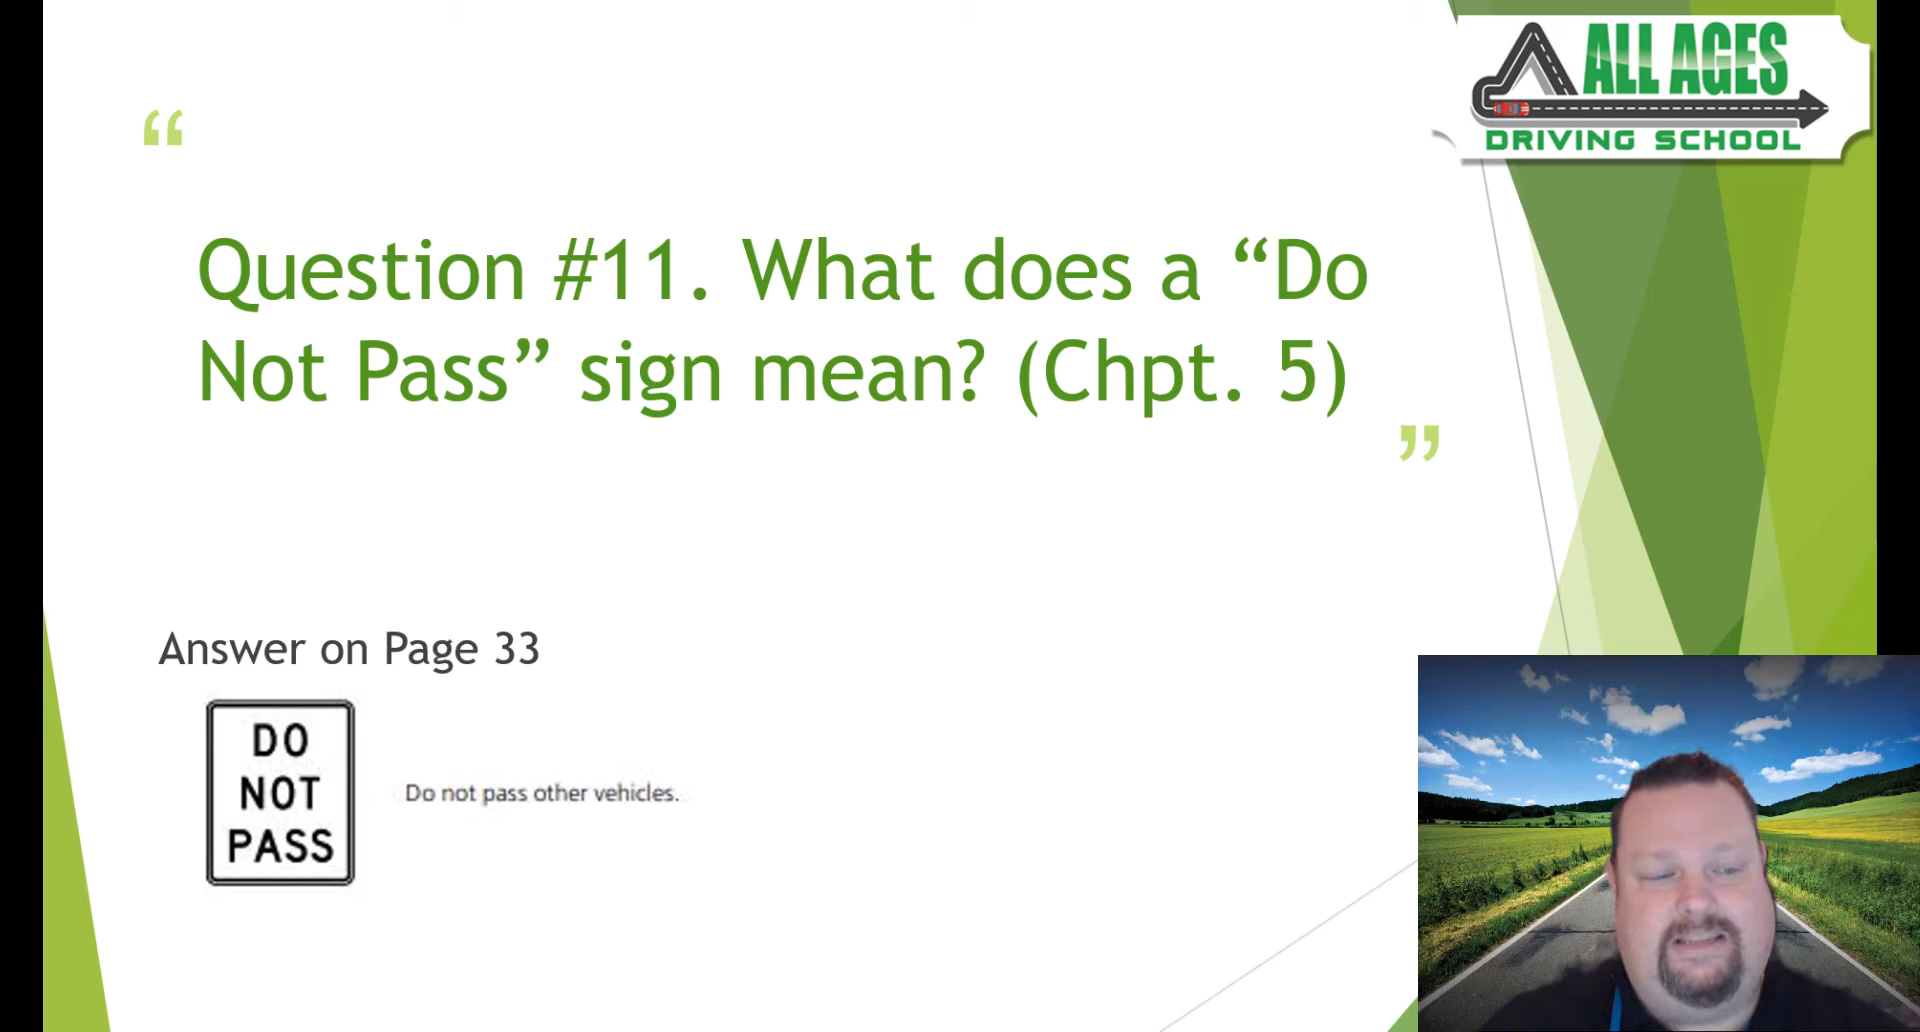 ALL AGES
DRIVING SCHOOL
“
Question #11. What does a “Do
Not Pass” sign mean? (Chpt. 5)
”
Answer on Page 33
DO
NOT
PASS
Do not pass other vehicles.